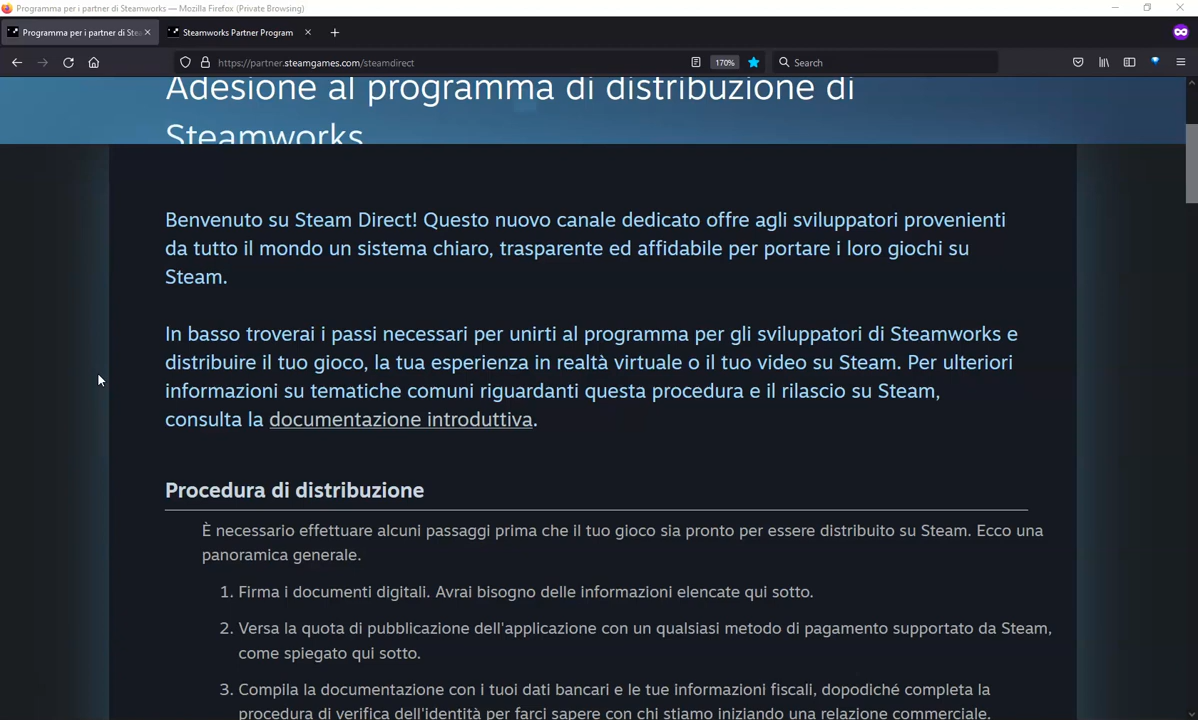 Programma per i partner di Steamworks — Mozilla Firefox (Private Browsing)
Programma per i partner di Stea
Steamworks Partner Program
https://partner.steamgames.com/steamdirect
170%
Search
Adesione al programma di distribuzione di
Steamworks
Benvenuto su Steam Direct! Questo nuovo canale dedicato offre agli sviluppatori provenienti
da tutto il mondo un sistema chiaro, trasparente ed affidabile per portare i loro giochi su
Steam.
In basso troverai i passi necessari per unirti al programma per gli sviluppatori di Steamworks e
distribuire il tuo gioco, la tua esperienza in realtà virtuale o il tuo video su Steam. Per ulteriori
informazioni su tematiche comuni riguardanti questa procedura e il rilascio su Steam,
consulta la documentazione introduttiva.
Procedura di distribuzione
È necessario effettuare alcuni passaggi prima che il tuo gioco sia pronto per essere distribuito su Steam. Ecco una
panoramica generale.
1. Firma i documenti digitali. Avrai bisogno delle informazioni elencate qui sotto.
2. Versa la quota di pubblicazione dell'applicazione con un qualsiasi metodo di pagamento supportato da Steam,
come spiegato qui sotto.
3. Compila la documentazione con i tuoi dati bancari e le tue informazioni fiscali, dopodiché completa la
procedura di verifica dell'identità per farci sapere con chi stiamo iniziando una relazione commerciale.